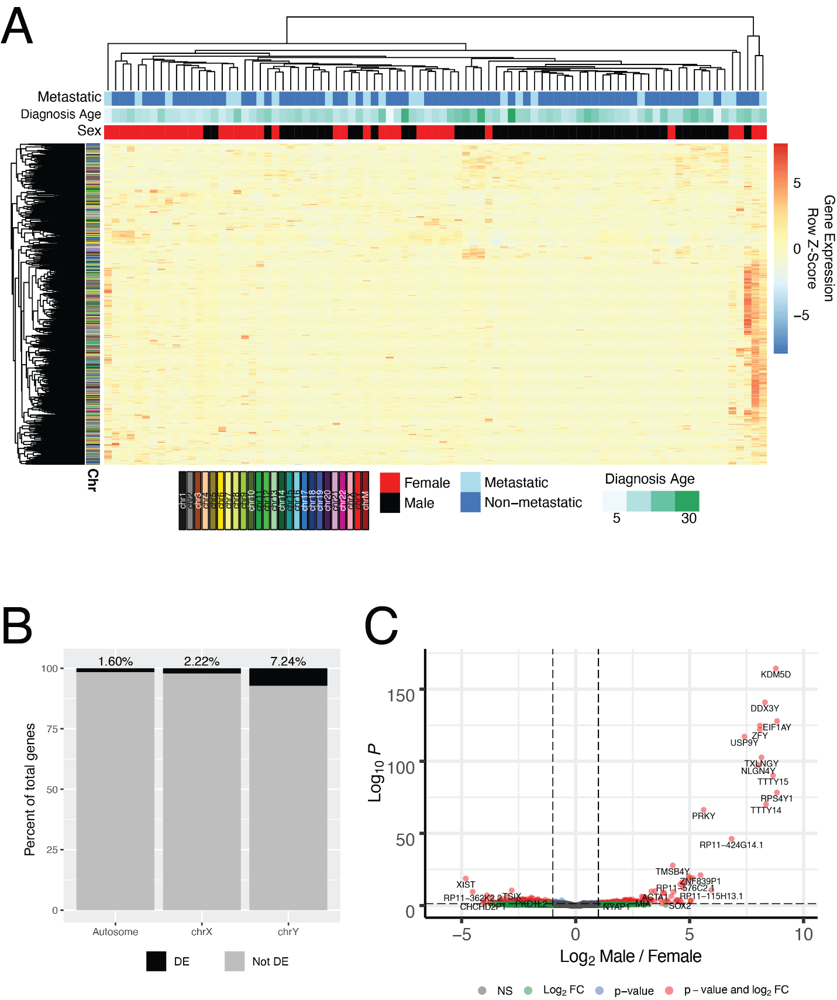 A
Metastatic
Diagnosis Age
Sex
5
0
−5
Gene Expression
Row Z-Score
Chr
chr1
chr2
chr3
chr4
chr5
chr6
chr7
chr8
chr9
chr10
chr11
chr12
chr13
chr14
chr15
chr16
chr17
chr18
chr19
chr20
chr21
chr22
chrX
chrY
chrM
Female
Male
Metastatic
Non−metastatic
Diagnosis Age
5 30
B
1.60% 2.22% 7.24%
100
75
50
25
0
Percent of total genes
Autosome chrX chrY
DE Not DE
C
KDM5D
DDX3Y
EIF1AY
ZFY
USP9Y
TXLNGY
NLGN4Y
TTTY15
RPS4Y1
TTTY14
PRKY
RP11−424G14.1
TMSB4Y
ZNF839P1
XIST
RP11−576C2.1
RP11−362K2.2
TSIX
ACTA1
RP11−115H13.1
CHCHD2P1
PKD1L2
NYAP1
MIA
SOX2
150
100
50
0
Log10 P
−5 0 5 10
Log2 Male / Female
NS Log2 FC p−value p − value and log2 FC